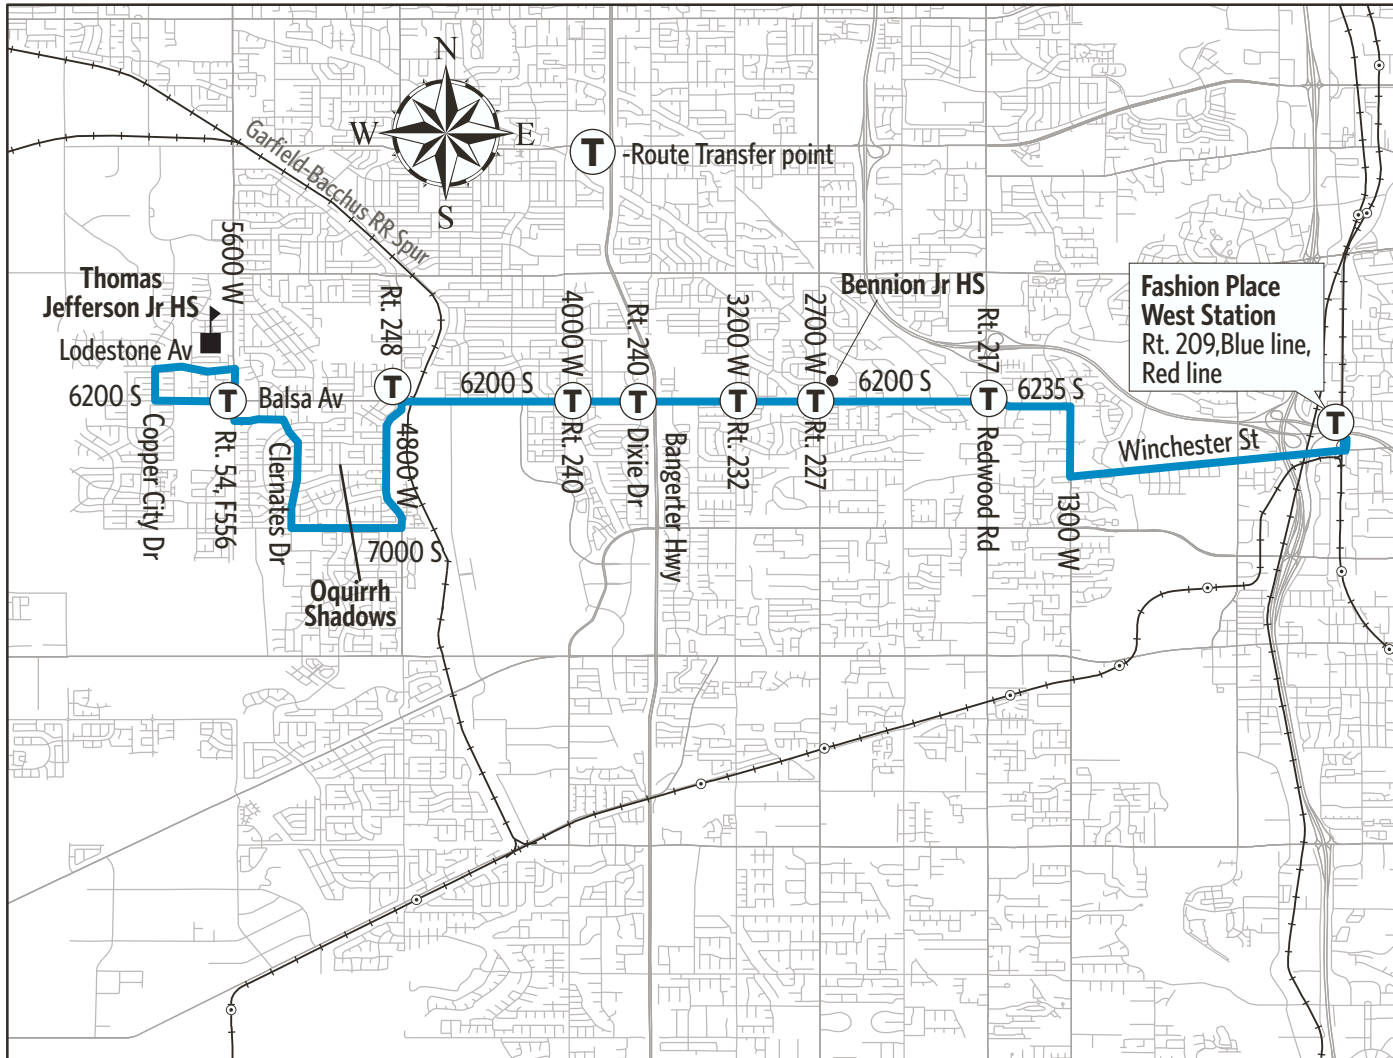 N
W
E
S
T
-Route Transfer point
Garfield-Bacchus RR Spur
5600 W
Thomas
Jefferson Jr HS
Lodestone Av
6200 S
T
Balsa Av
Copper City Dr
Rt. 54, F556
Clernates Dr
Rt. 248
T
4800 W
7000 S
Oquirrh
Shadows
6200 S
4000 W
T
Rt. 240
Rt. 240
T
Dixie Dr
Bangerter Hwy
3200 W
T
Rt. 232
2700 W
T
Rt. 227
Bennion Jr HS
6200 S
Rt. 217
T
Redwood Rd
6235 S
1300 W
Winchester St
Fashion Place
West Station
Rt. 209,Blue line,
Red line
T